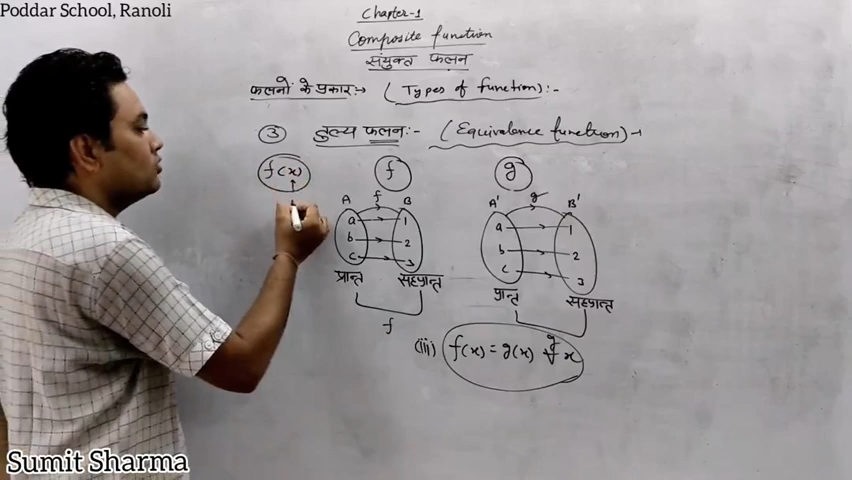 Poddar School, Ranoli
Chapter-1
Composite function
संयुक्त फलन
फलनों के प्रकार:→ (Types of function):-
③ तुल्य फलन:- (Equivalence function)→
f(x) f g
A f B A' g B'
a 1 a 1
b 2 b 2
c 3 c 3
प्रान्त सहप्रान्त प्रान्त सहप्रान्त
f g
(iii) f(x) = g(x) ∀ x
Sumit Sharma